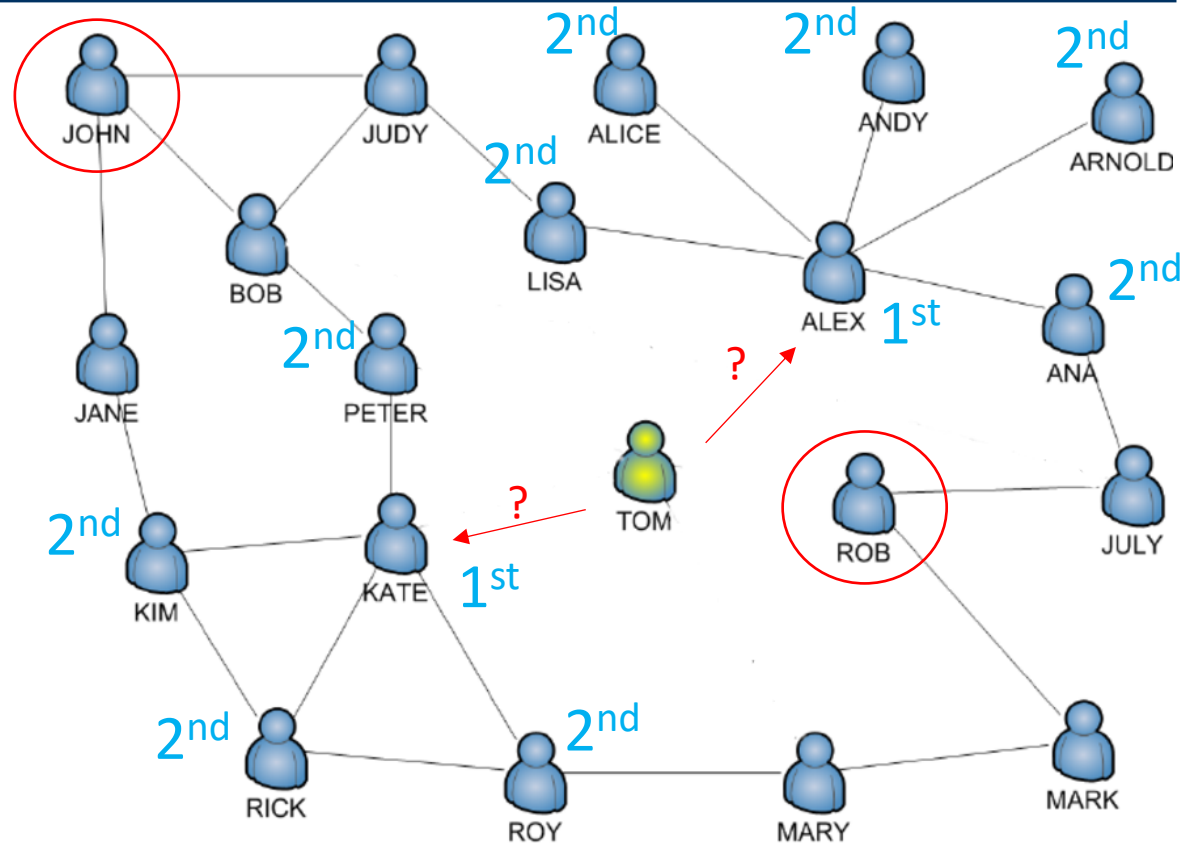 2nd
2nd
2nd
JOHN
JUDY
ALICE
ANDY
ARNOLD
2nd
BOB
LISA
2nd
ALEX
1st
2nd
?
ANA
JANE
PETER
?
TOM
2nd
ROB
JULY
KIM
KATE
1st
2nd
2nd
RICK
ROY
MARY
MARK